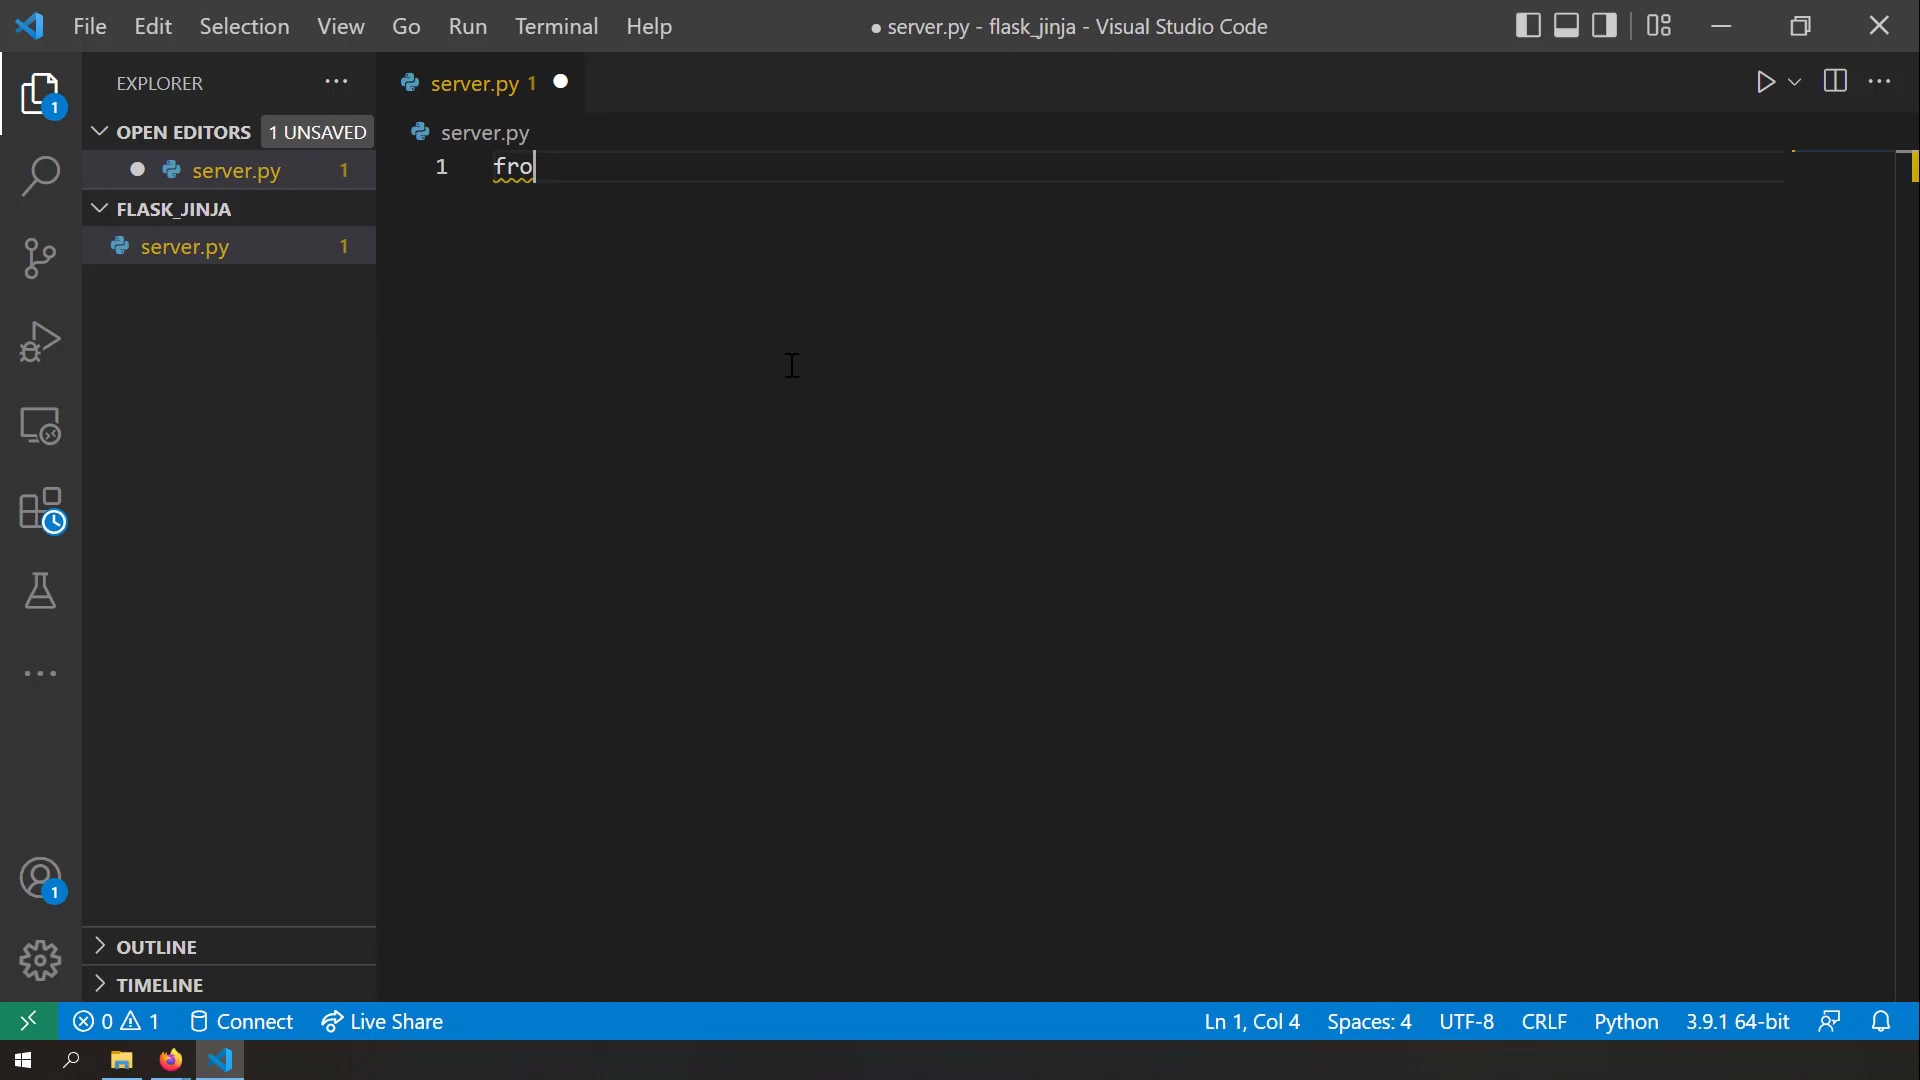 File Edit Selection View Go Run Terminal Help ● server.py - flask_jinja - Visual Studio Code
EXPLORER
server.py 1
OPEN EDITORS 1 UNSAVED
server.py
server.py 1
1 fro
FLASK_JINJA
server.py 1
1
1
OUTLINE
TIMELINE
0 1 Connect Live Share Ln 1, Col 4 Spaces: 4 UTF-8 CRLF Python 3.9.1 64-bit